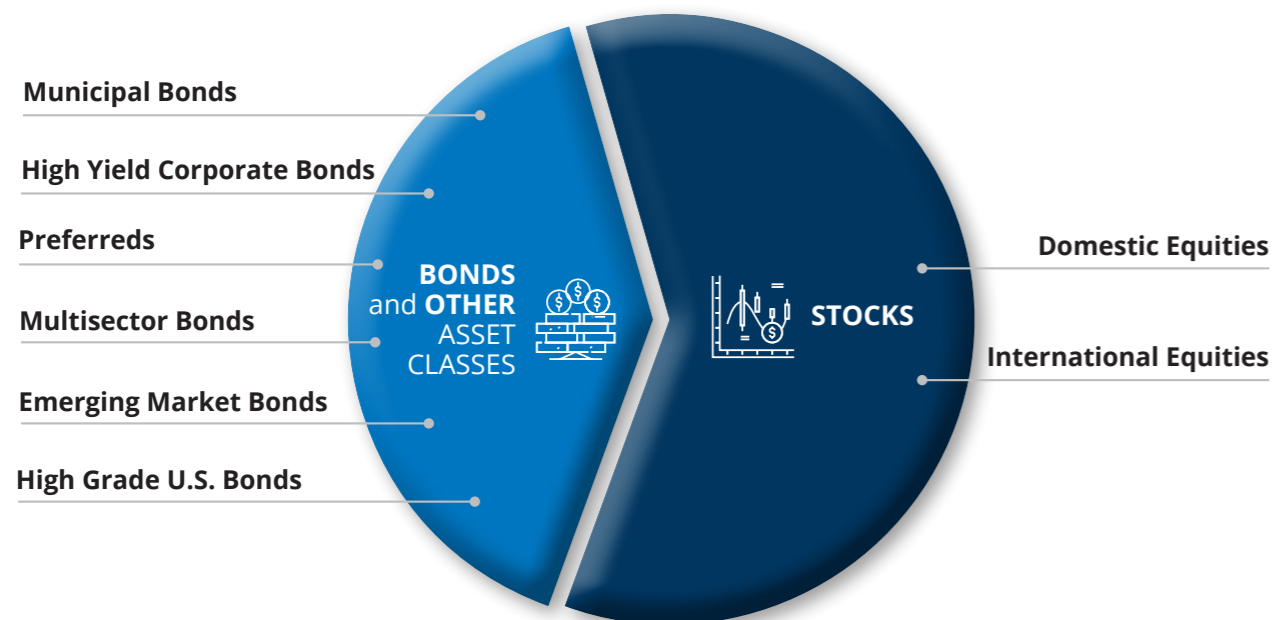 Municipal Bonds
High Yield Corporate Bonds
Preferreds
Multisector Bonds
Emerging Market Bonds
High Grade U.S. Bonds
BONDS
and OTHER
ASSET
CLASSES
STOCKS
Domestic Equities
International Equities